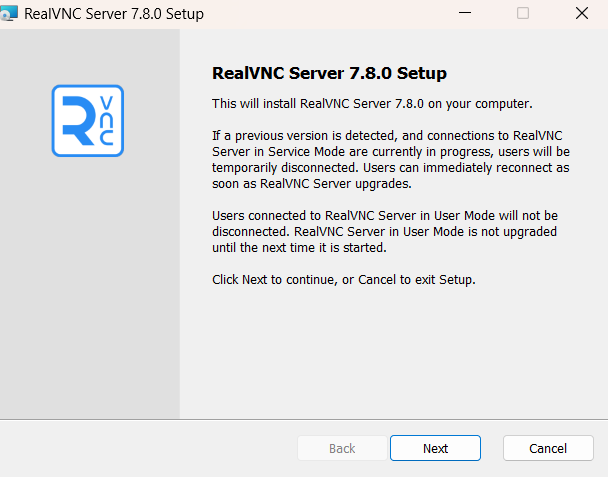 RealVNC Server 7.8.0 Setup
R VNC
RealVNC Server 7.8.0 Setup
This will install RealVNC Server 7.8.0 on your computer.
If a previous version is detected, and connections to RealVNC
Server in Service Mode are currently in progress, users will be
temporarily disconnected. Users can immediately reconnect as
soon as RealVNC Server upgrades.
Users connected to RealVNC Server in User Mode will not be
disconnected. RealVNC Server in User Mode is not upgraded
until the next time it is started.
Click Next to continue, or Cancel to exit Setup.
Back Next Cancel